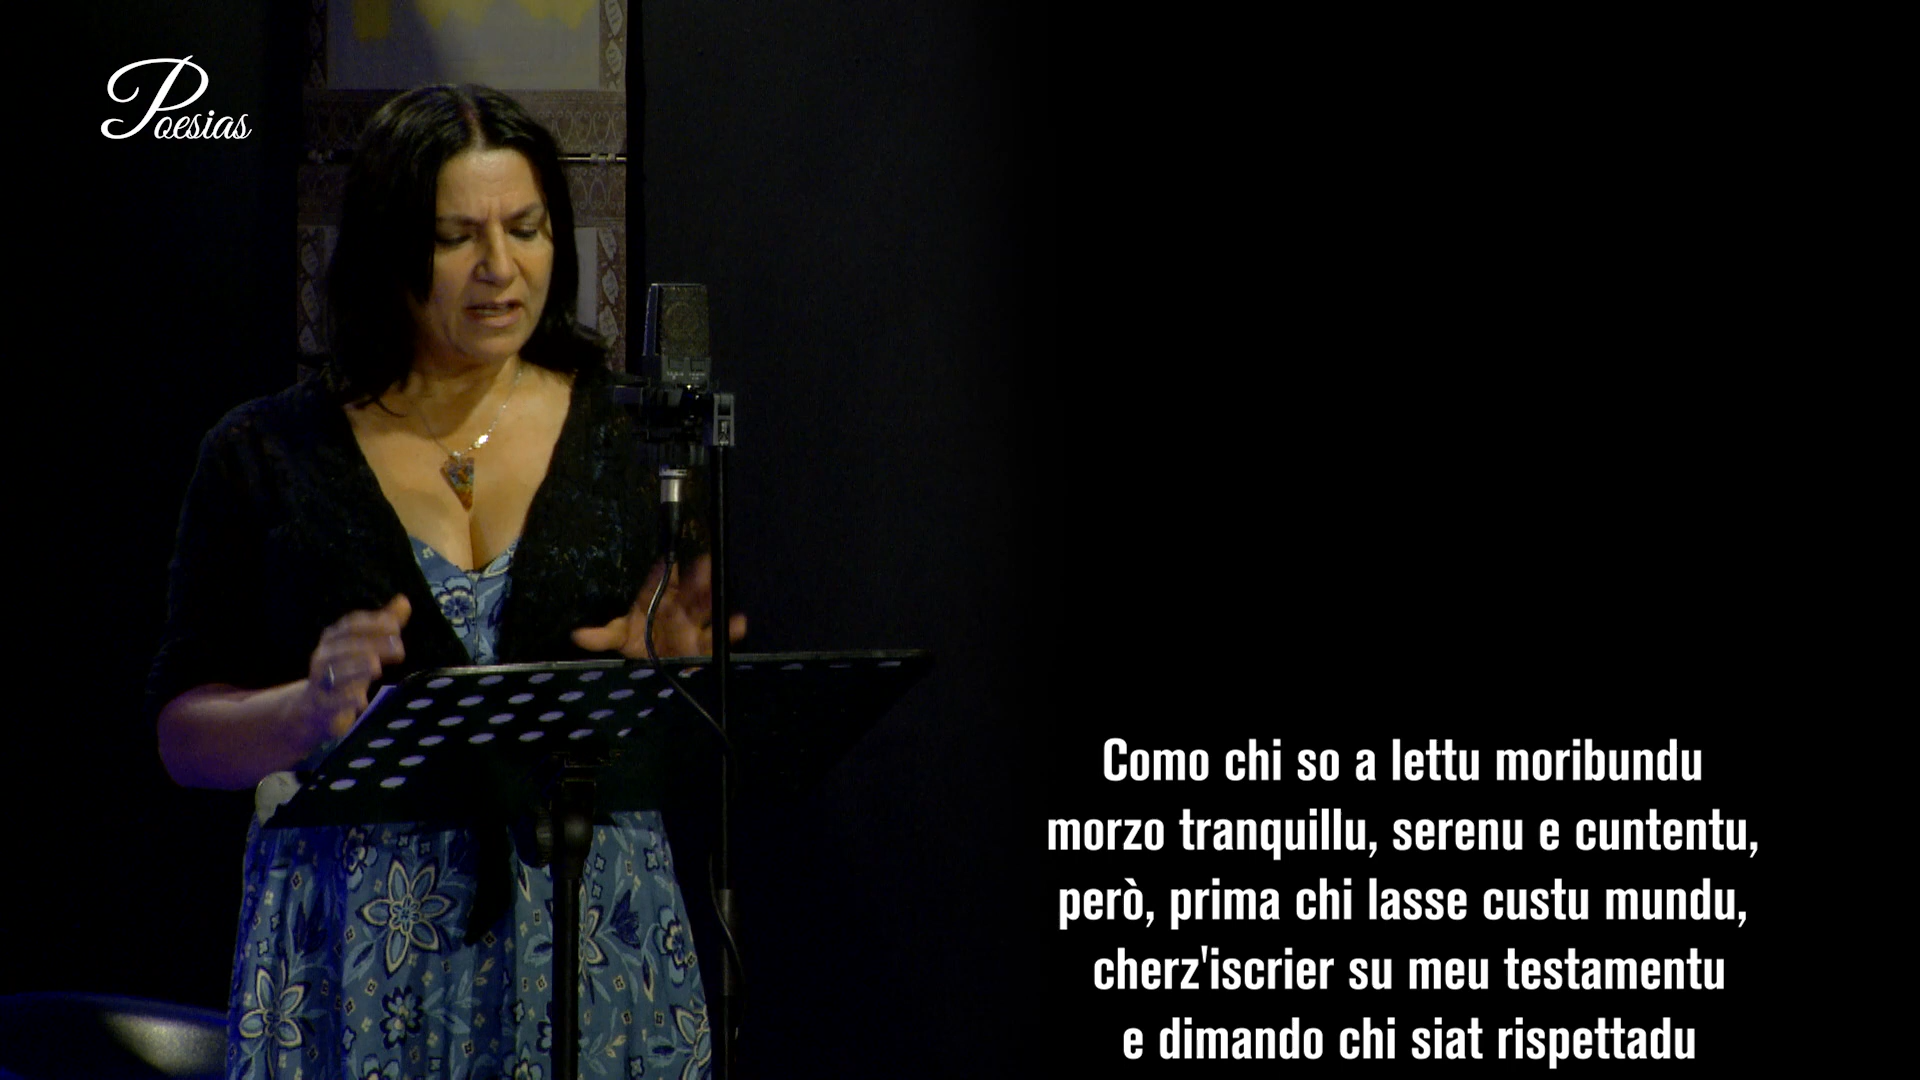 Poesias
Como chi so a lettu moribundu
morzo tranquillu, serenu e cuntentu,
però, prima chi lasse custu mundu,
cherz'iscrier su meu testamentu
e dimando chi siat rispettadu